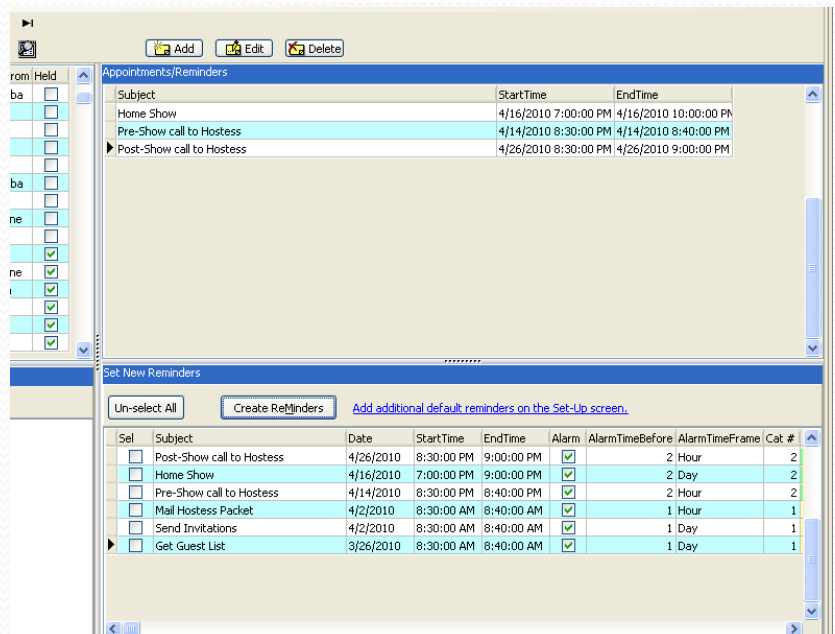 Add Edit Delete
rom Held
ba
ba
ne
ne
Appointments/Reminders
Subject StartTime EndTime
Home Show 4/16/2010 7:00:00 PM 4/16/2010 10:00:00 PM
Pre-Show call to Hostess 4/14/2010 8:30:00 PM 4/14/2010 8:40:00 PM
Post-Show call to Hostess 4/26/2010 8:30:00 PM 4/26/2010 9:00:00 PM
Set New Reminders
Un-select All Create ReMinders Add additional default reminders on the Set-Up screen.
Sel Subject Date StartTime EndTime Alarm AlarmTimeBefore AlarmTimeFrame Cat #
Post-Show call to Hostess 4/26/2010 8:30:00 PM 9:00:00 PM 2 Hour 2
Home Show 4/16/2010 7:00:00 PM 9:00:00 PM 2 Day 2
Pre-Show call to Hostess 4/14/2010 8:30:00 PM 8:40:00 PM 2 Hour 2
Mail Hostess Packet 4/2/2010 8:30:00 AM 8:40:00 AM 1 Hour 1
Send Invitations 4/2/2010 8:30:00 AM 8:40:00 AM 1 Day 1
Get Guest List 3/26/2010 8:30:00 AM 8:40:00 AM 1 Day 1